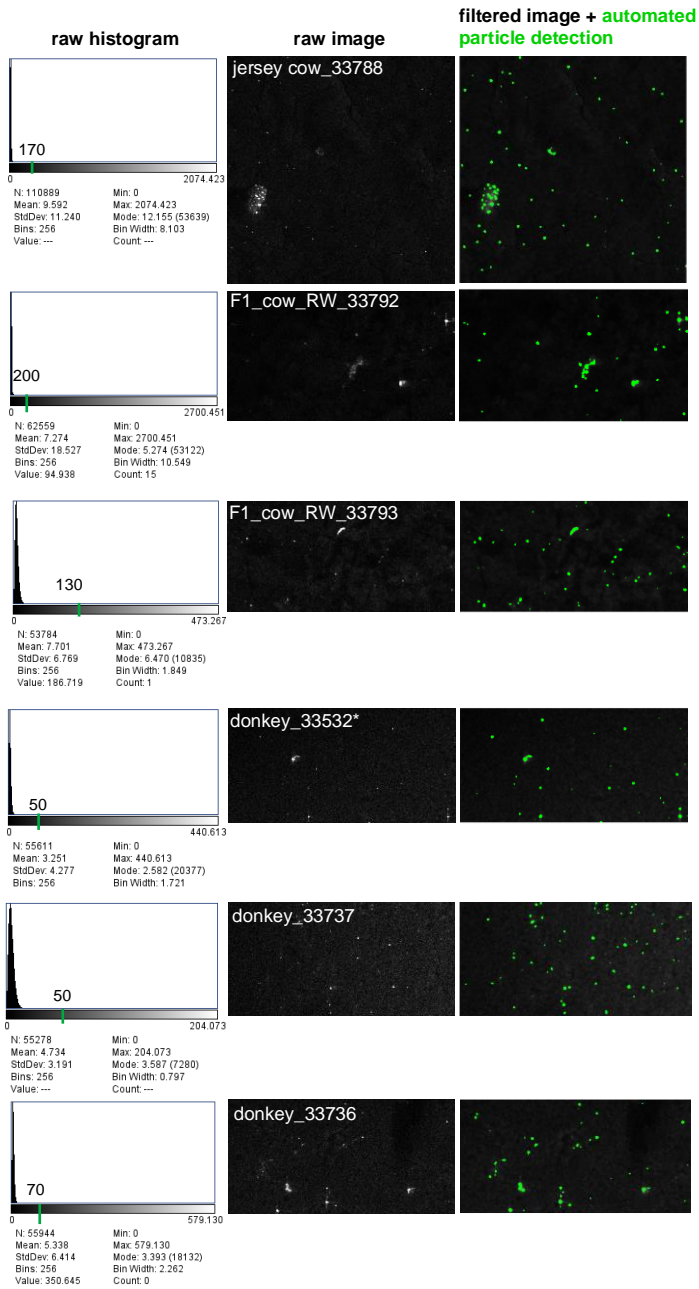 raw histogram
raw image
filtered image + automated
particle detection
170
0 2074.423
N: 110889 Min: 0
Mean: 9.592 Max: 2074.423
StdDev: 11.240 Mode: 12.155 (53639)
Bins: 256 Bin Width: 8.103
Value: --- Count: ---
jersey cow_33788
200
0 2700.451
N: 62559 Min: 0
Mean: 7.274 Max: 2700.451
StdDev: 18.527 Mode: 5.274 (53122)
Bins: 256 Bin Width: 10.549
Value: 94.938 Count: 15
F1_cow_RW_33792
130
0 473.267
N: 53784 Min: 0
Mean: 7.701 Max: 473.267
StdDev: 6.769 Mode: 6.470 (10835)
Bins: 256 Bin Width: 1.849
Value: 186.719 Count: 1
F1_cow_RW_33793
50
0 440.613
N: 55611 Min: 0
Mean: 3.251 Max: 440.613
StdDev: 4.277 Mode: 2.582 (20377)
Bins: 256 Bin Width: 1.721
donkey_33532*
50
0 204.073
N: 55278 Min: 0
Mean: 4.734 Max: 204.073
StdDev: 3.191 Mode: 3.587 (7280)
Bins: 256 Bin Width: 0.797
Value: --- Count: ---
donkey_33737
70
0 579.130
N: 55944 Min: 0
Mean: 5.338 Max: 579.130
StdDev: 6.414 Mode: 3.393 (18132)
Bins: 256 Bin Width: 2.262
Value: 350.645 Count: 0
donkey_33736